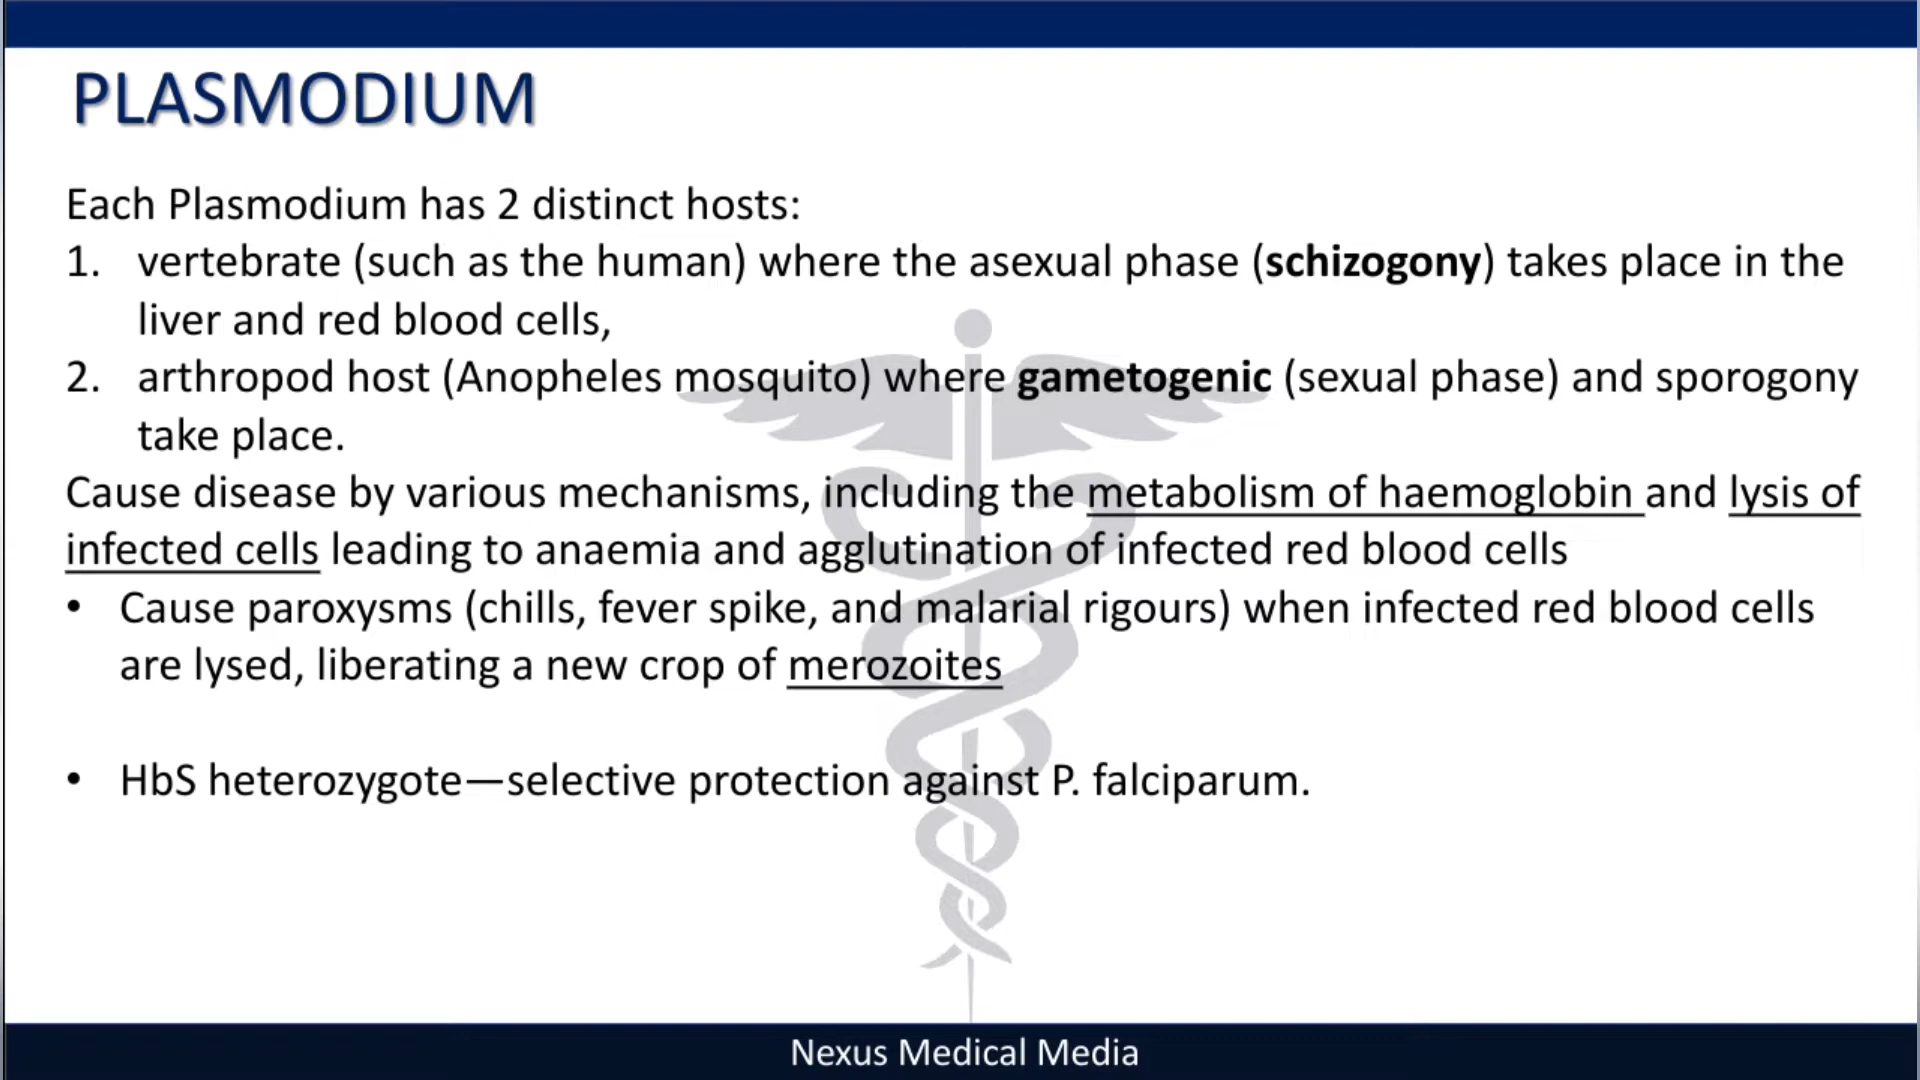 PLASMODIUM
Each Plasmodium has 2 distinct hosts:
1. vertebrate (such as the human) where the asexual phase (schizogony) takes place in the
liver and red blood cells,
2. arthropod host (Anopheles mosquito) where gametogenic (sexual phase) and sporogony
take place.
Cause disease by various mechanisms, including the metabolism of haemoglobin and lysis of
infected cells leading to anaemia and agglutination of infected red blood cells
• Cause paroxysms (chills, fever spike, and malarial rigours) when infected red blood cells
are lysed, liberating a new crop of merozoites
• HbS heterozygote—selective protection against P. falciparum.
Nexus Medical Media